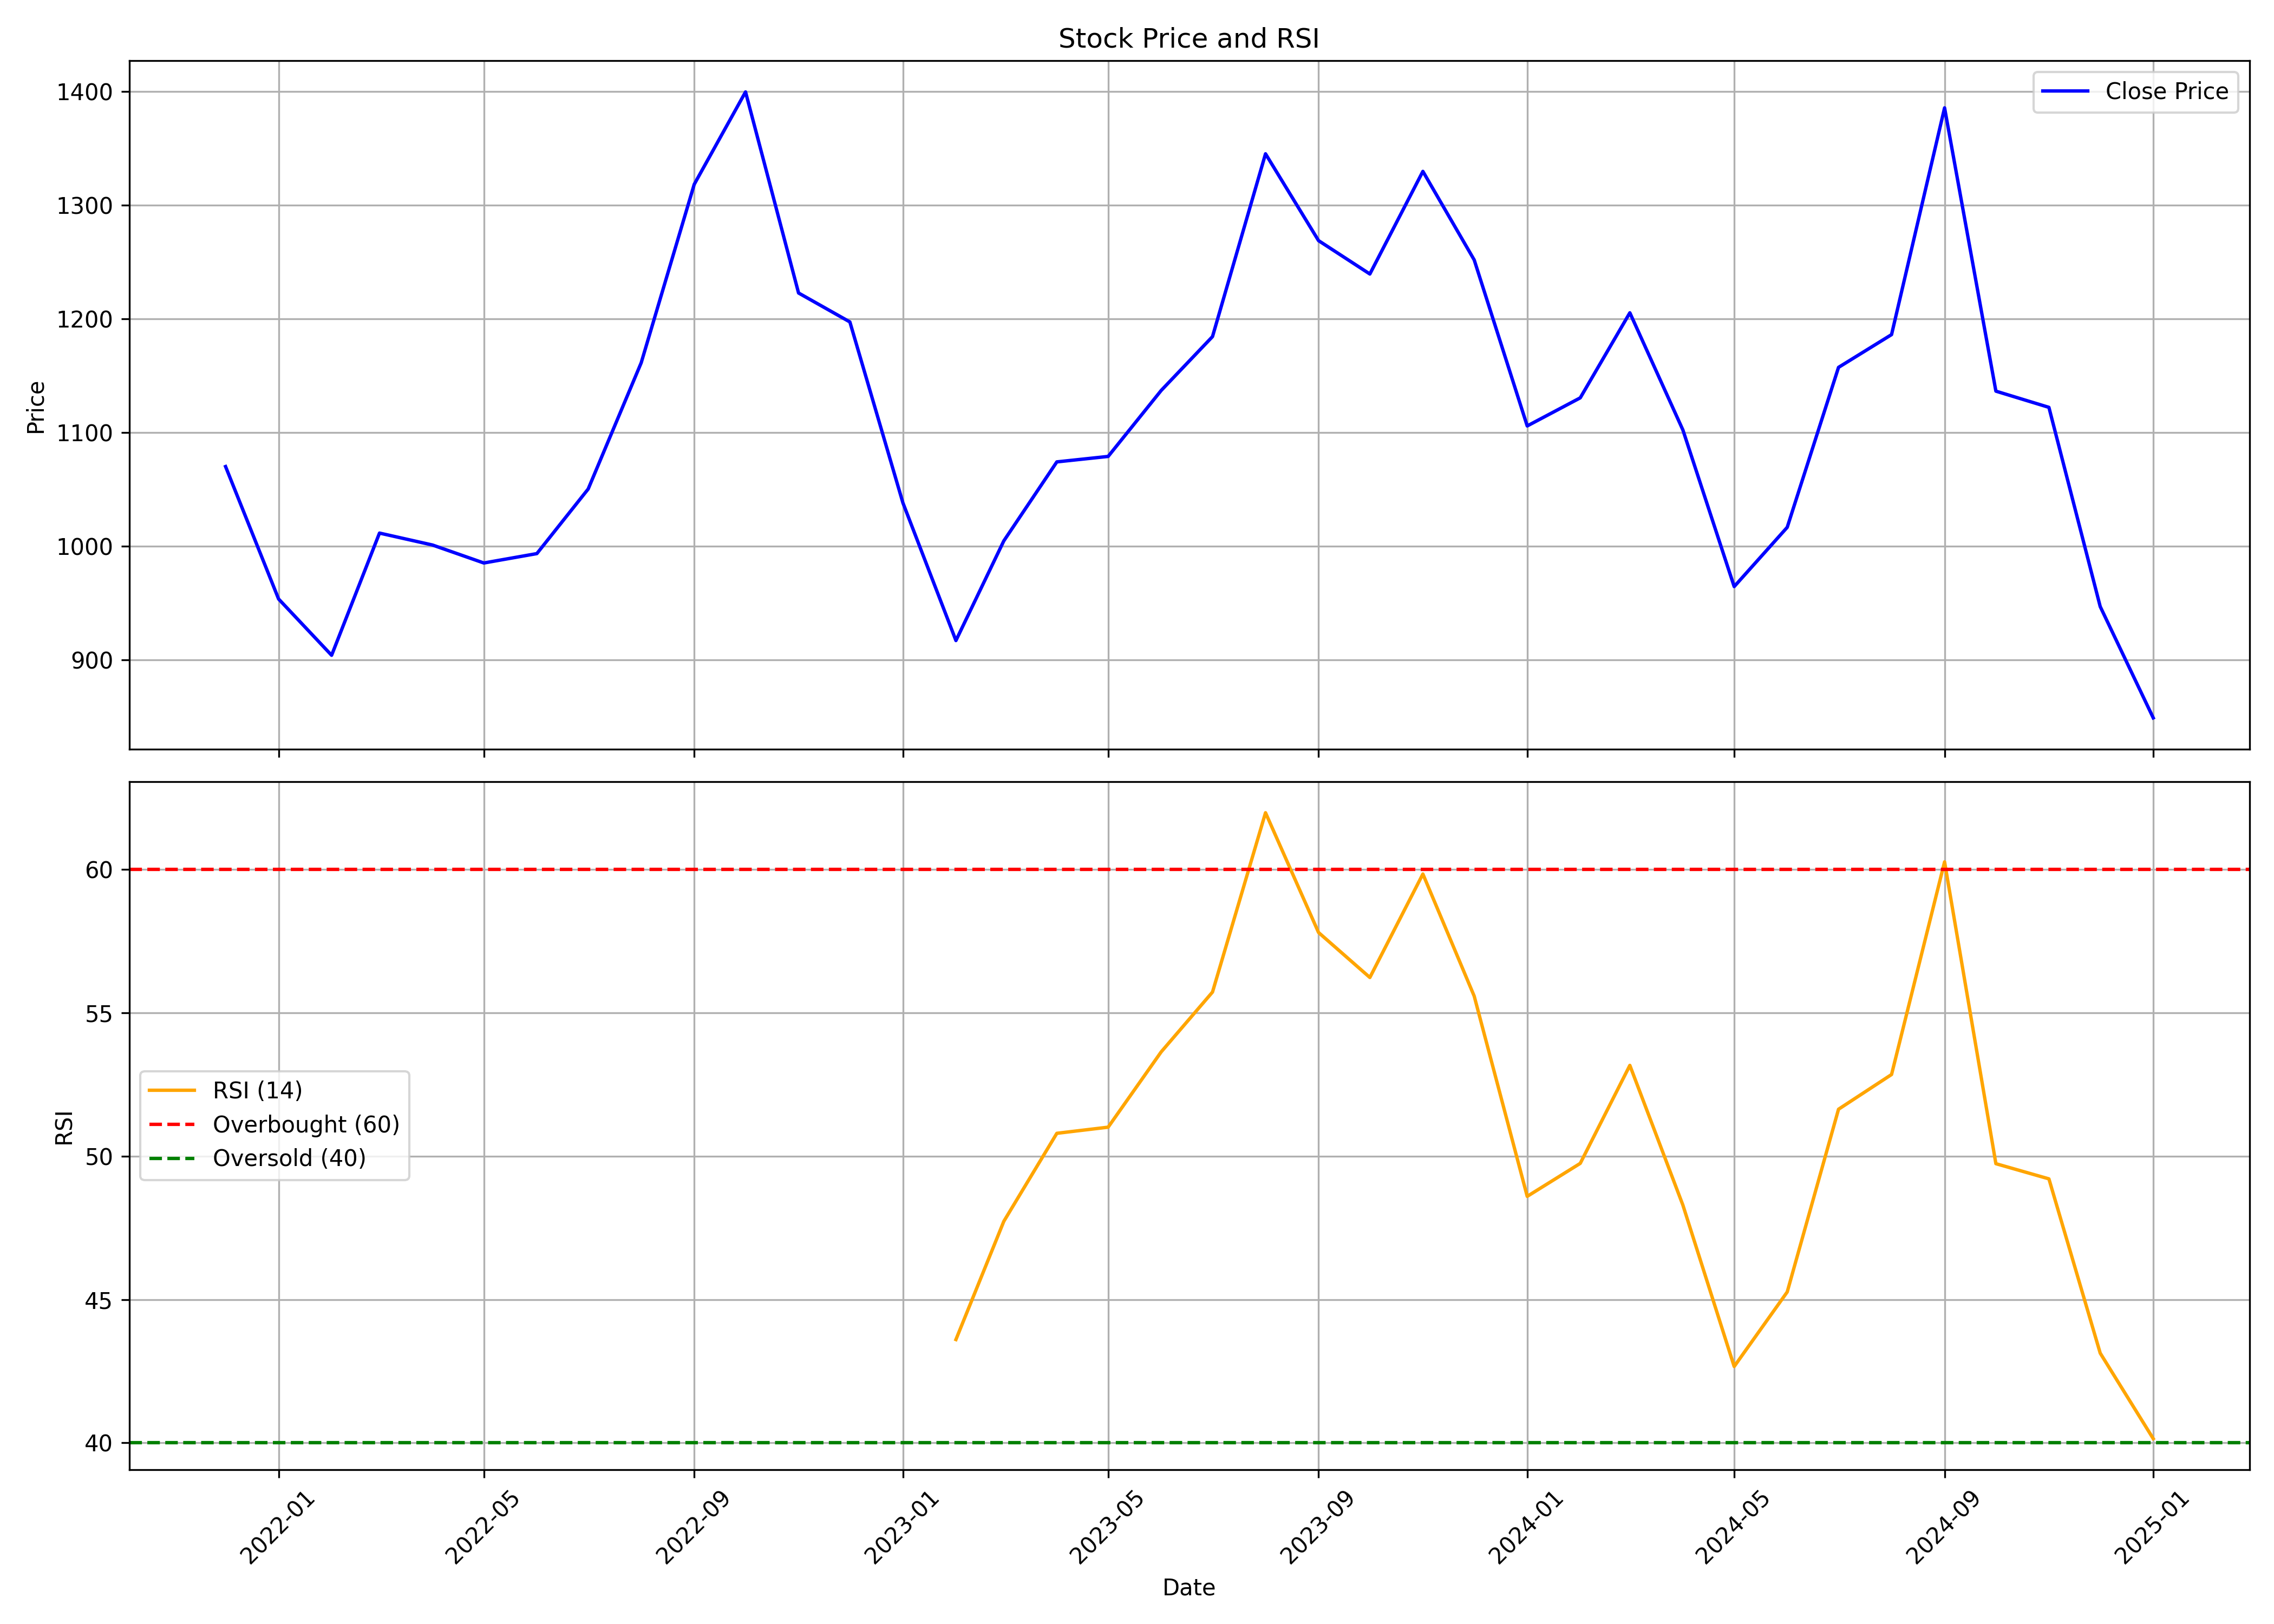 Stock Price and RSI
1400
1300
1200
1100
1000
900
Price
Close Price
60
55
50
45
40
RSI
RSI (14)
Overbought (60)
Oversold (40)
2022-01
2022-05
2022-09
2023-01
2023-05
2023-09
2024-01
2024-05
2024-09
2025-01
Date